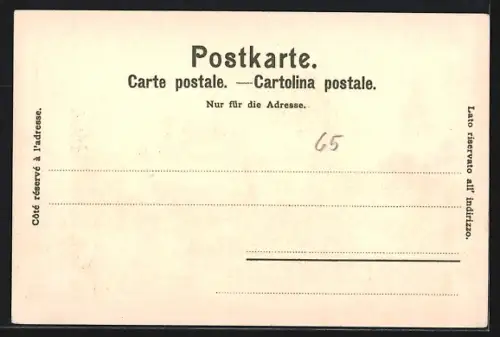 Postkarte.
Carte postale. — Cartolina postale.
Nur für die Adresse.
65
Côté réservé à l'adresse.
Lato riservato all' indirizzo.